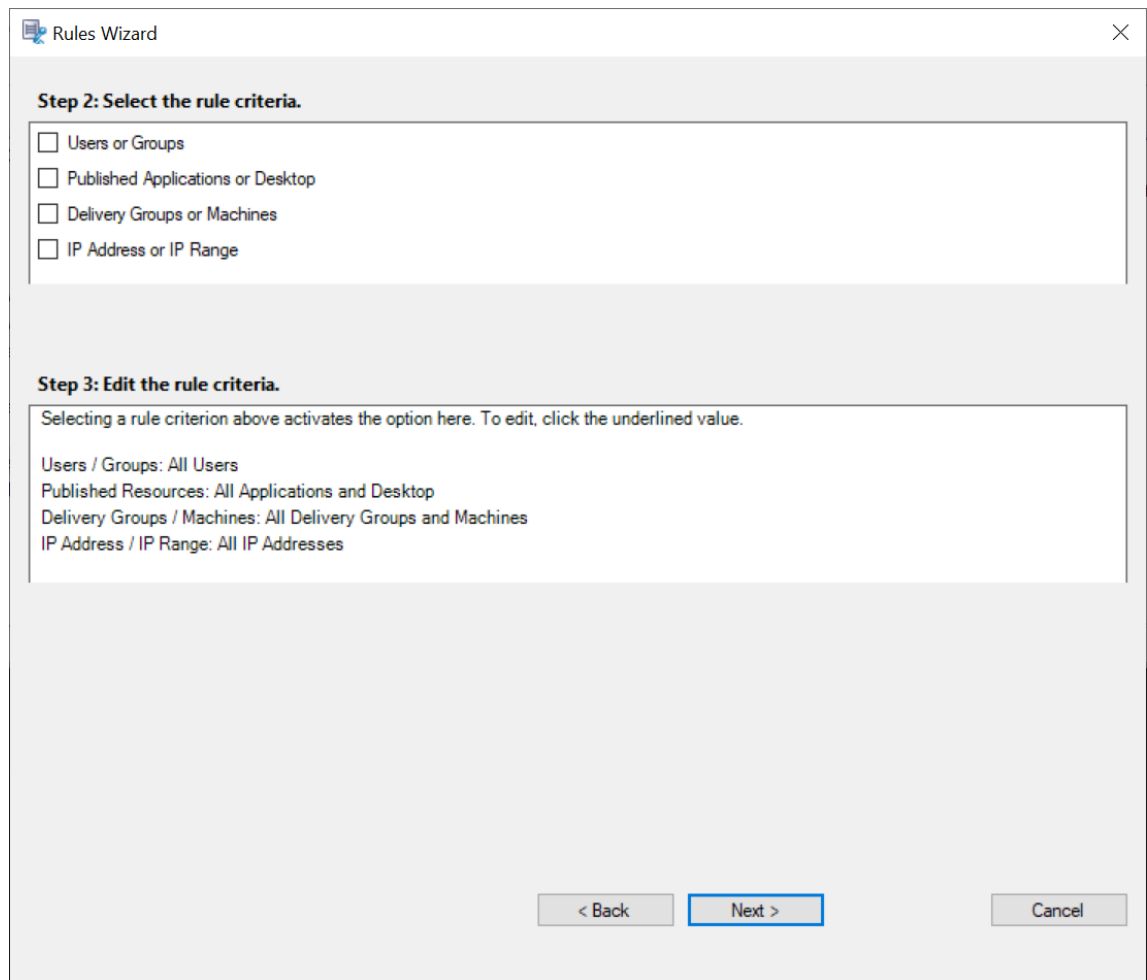 Rules Wizard
Step 2: Select the rule criteria.
Users or Groups
Published Applications or Desktop
Delivery Groups or Machines
IP Address or IP Range
Step 3: Edit the rule criteria.
Selecting a rule criterion above activates the option here. To edit, click the underlined value.
Users / Groups: All Users
Published Resources: All Applications and Desktop
Delivery Groups / Machines: All Delivery Groups and Machines
IP Address / IP Range: All IP Addresses
< Back Next > Cancel